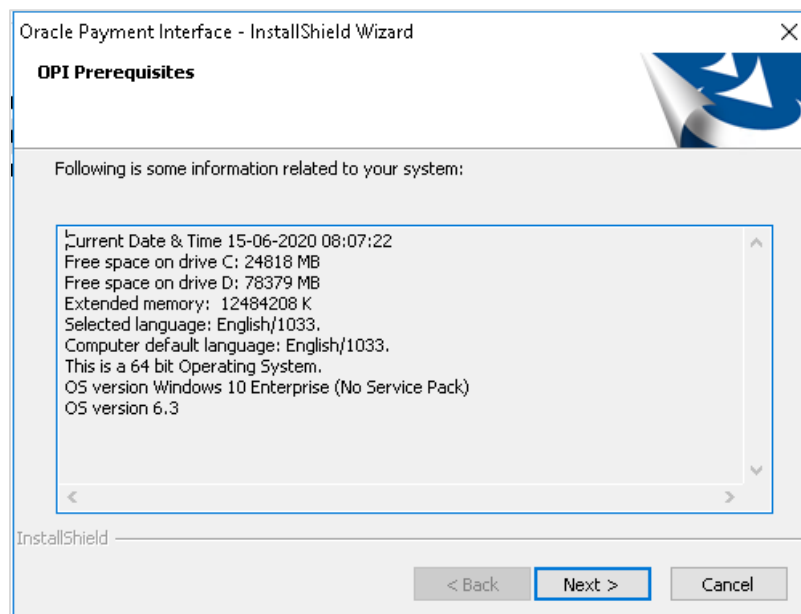 Oracle Payment Interface - InstallShield Wizard
OPI Prerequisites
Following is some information related to your system:
Current Date & Time 15-06-2020 08:07:22
Free space on drive C: 24818 MB
Free space on drive D: 78379 MB
Extended memory:  12484208 K
Selected language: English/1033.
Computer default language: English/1033.
This is a 64 bit Operating System.
OS version Windows 10 Enterprise (No Service Pack)
OS version 6.3
InstallShield
< Back
Next >
Cancel